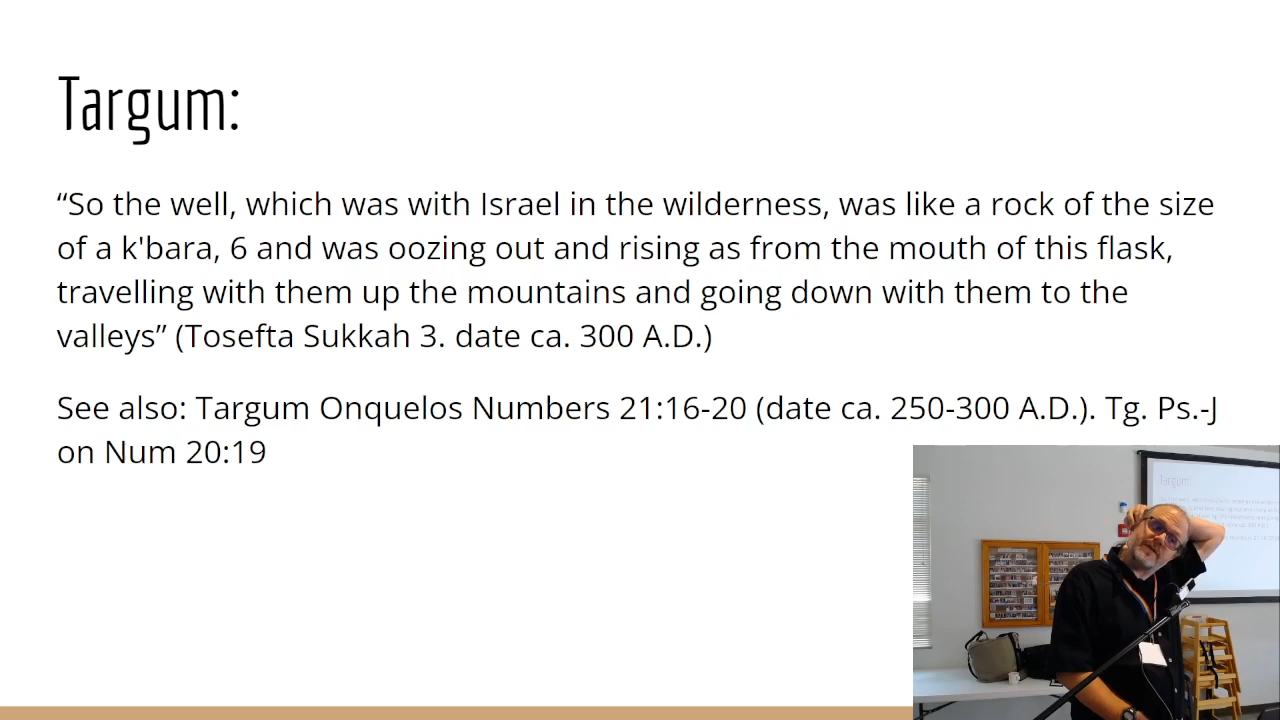 Targum:
“So the well, which was with Israel in the wilderness, was like a rock of the size
of a k'bara, 6 and was oozing out and rising as from the mouth of this flask,
travelling with them up the mountains and going down with them to the
valleys” (Tosefta Sukkah 3. date ca. 300 A.D.)
See also: Targum Onquelos Numbers 21:16-20 (date ca. 250-300 A.D.). Tg. Ps.-J
on Num 20:19
Targum: